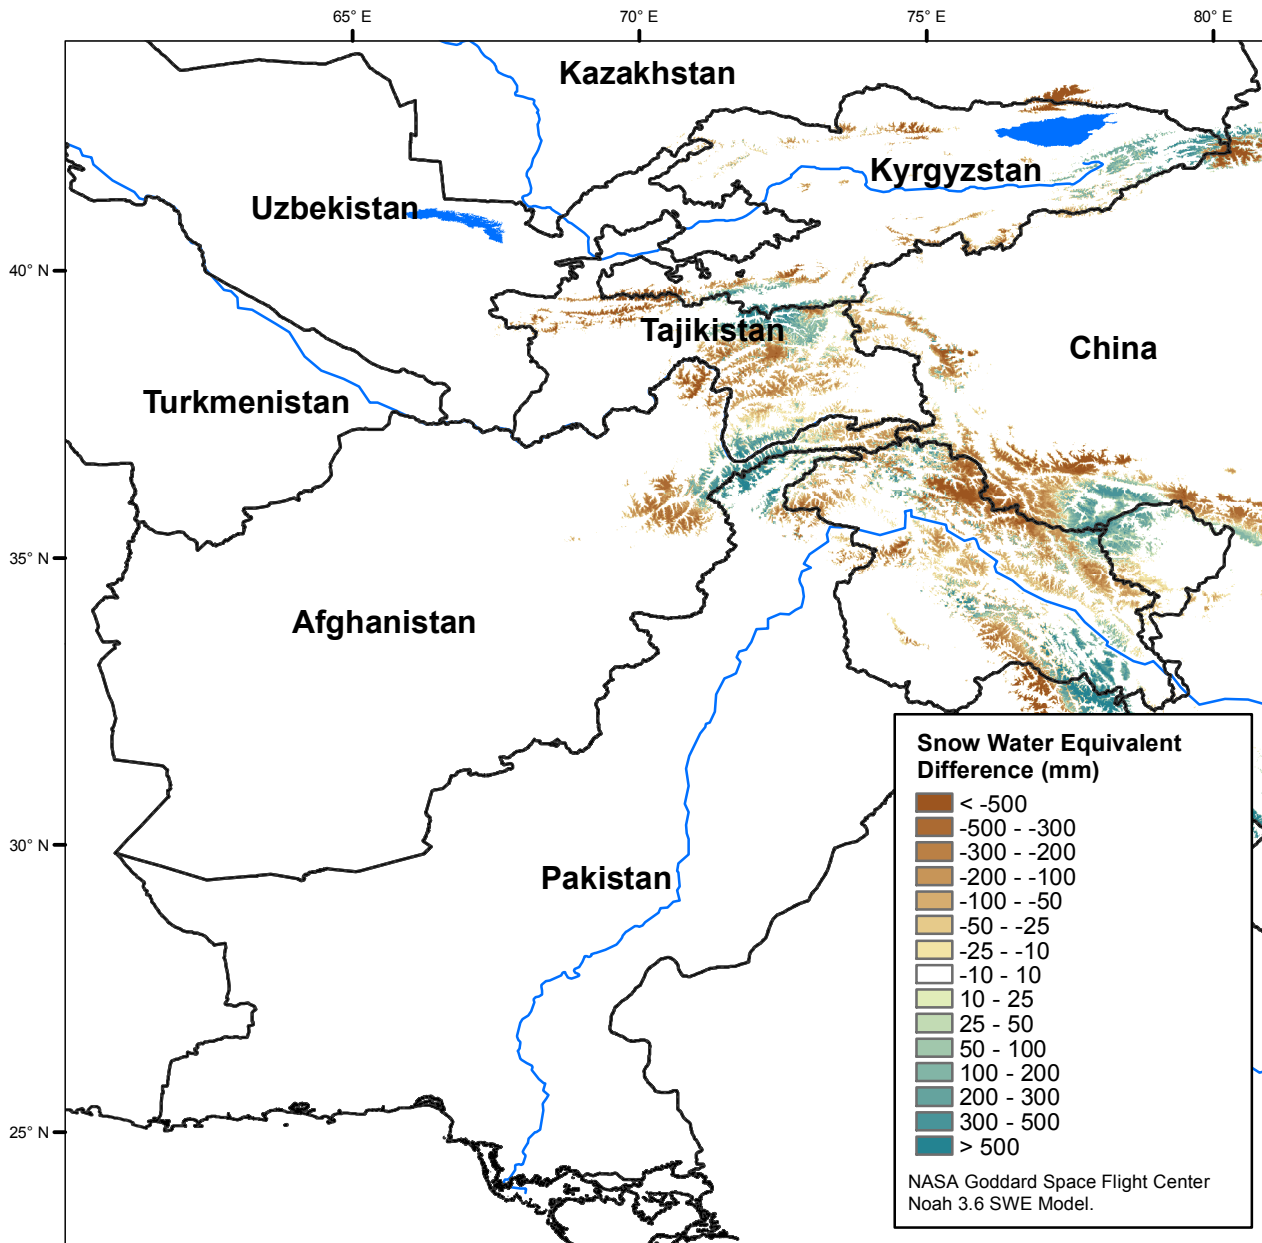 65° E
70° E
75° E
80° E
Kazakhstan
Kyrgyzstan
Uzbekistan
40° N
Tajikistan
China
Turkmenistan
35° N
Afghanistan
30° N
Pakistan
25° N
Snow Water Equivalent
Difference (mm)
< -500
-500 - -300
-300 - -200
-200 - -100
-100 - -50
-50 - -25
-25 - -10
-10 - 10
10 - 25
25 - 50
50 - 100
100 - 200
200 - 300
300 - 500
> 500
NASA Goddard Space Flight Center
Noah 3.6 SWE Model.